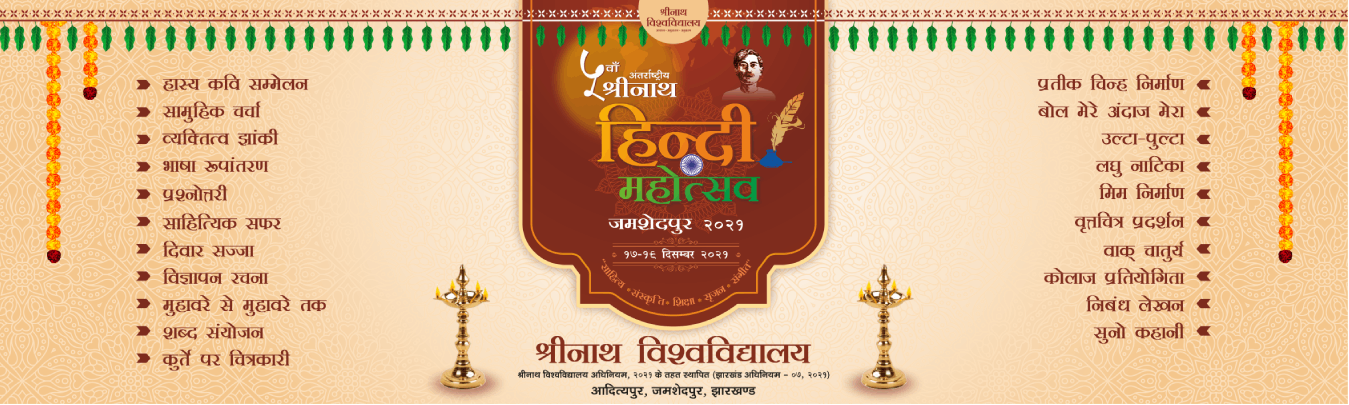 श्रीनाथ
विश्वविद्यालय
हास्य कवि सम्मेलन
सामुहिक चर्चा
व्यक्तित्व झांकी
भाषा रूपांतरण
प्रश्नोत्तरी
साहित्यिक सफर
दिवार सज्जा
विज्ञापन रचना
मुहावरे से मुहावरे तक
शब्द संयोजन
कुर्ते पर चित्रकारी
५वाँ
अंतर्राष्ट्रीय
श्रीनाथ
हिन्दी
महोत्सव
जमशेदपुर २०२१
१७-१९ दिसम्बर २०२१
"साहित्य • संस्कृति • शिक्षा • सृजन • संगीत"
श्रीनाथ विश्वविद्यालय
श्रीनाथ विश्वविद्यालय अधिनियम, २०२१ के तहत स्थापित (झारखंड अधिनियम - ०७, २०२१)
आदित्यपुर, जमशेदपुर, झारखण्ड
प्रतीक चिन्ह निर्माण
बोल मेरे अंदाज मेरा
उल्टा-पुल्टा
लघु नाटिका
मिम निर्माण
वृत्तचित्र प्रदर्शन
वाक् चातुर्य
कोलाज प्रतियोगिता
निबंध लेखन
सुनो कहानी